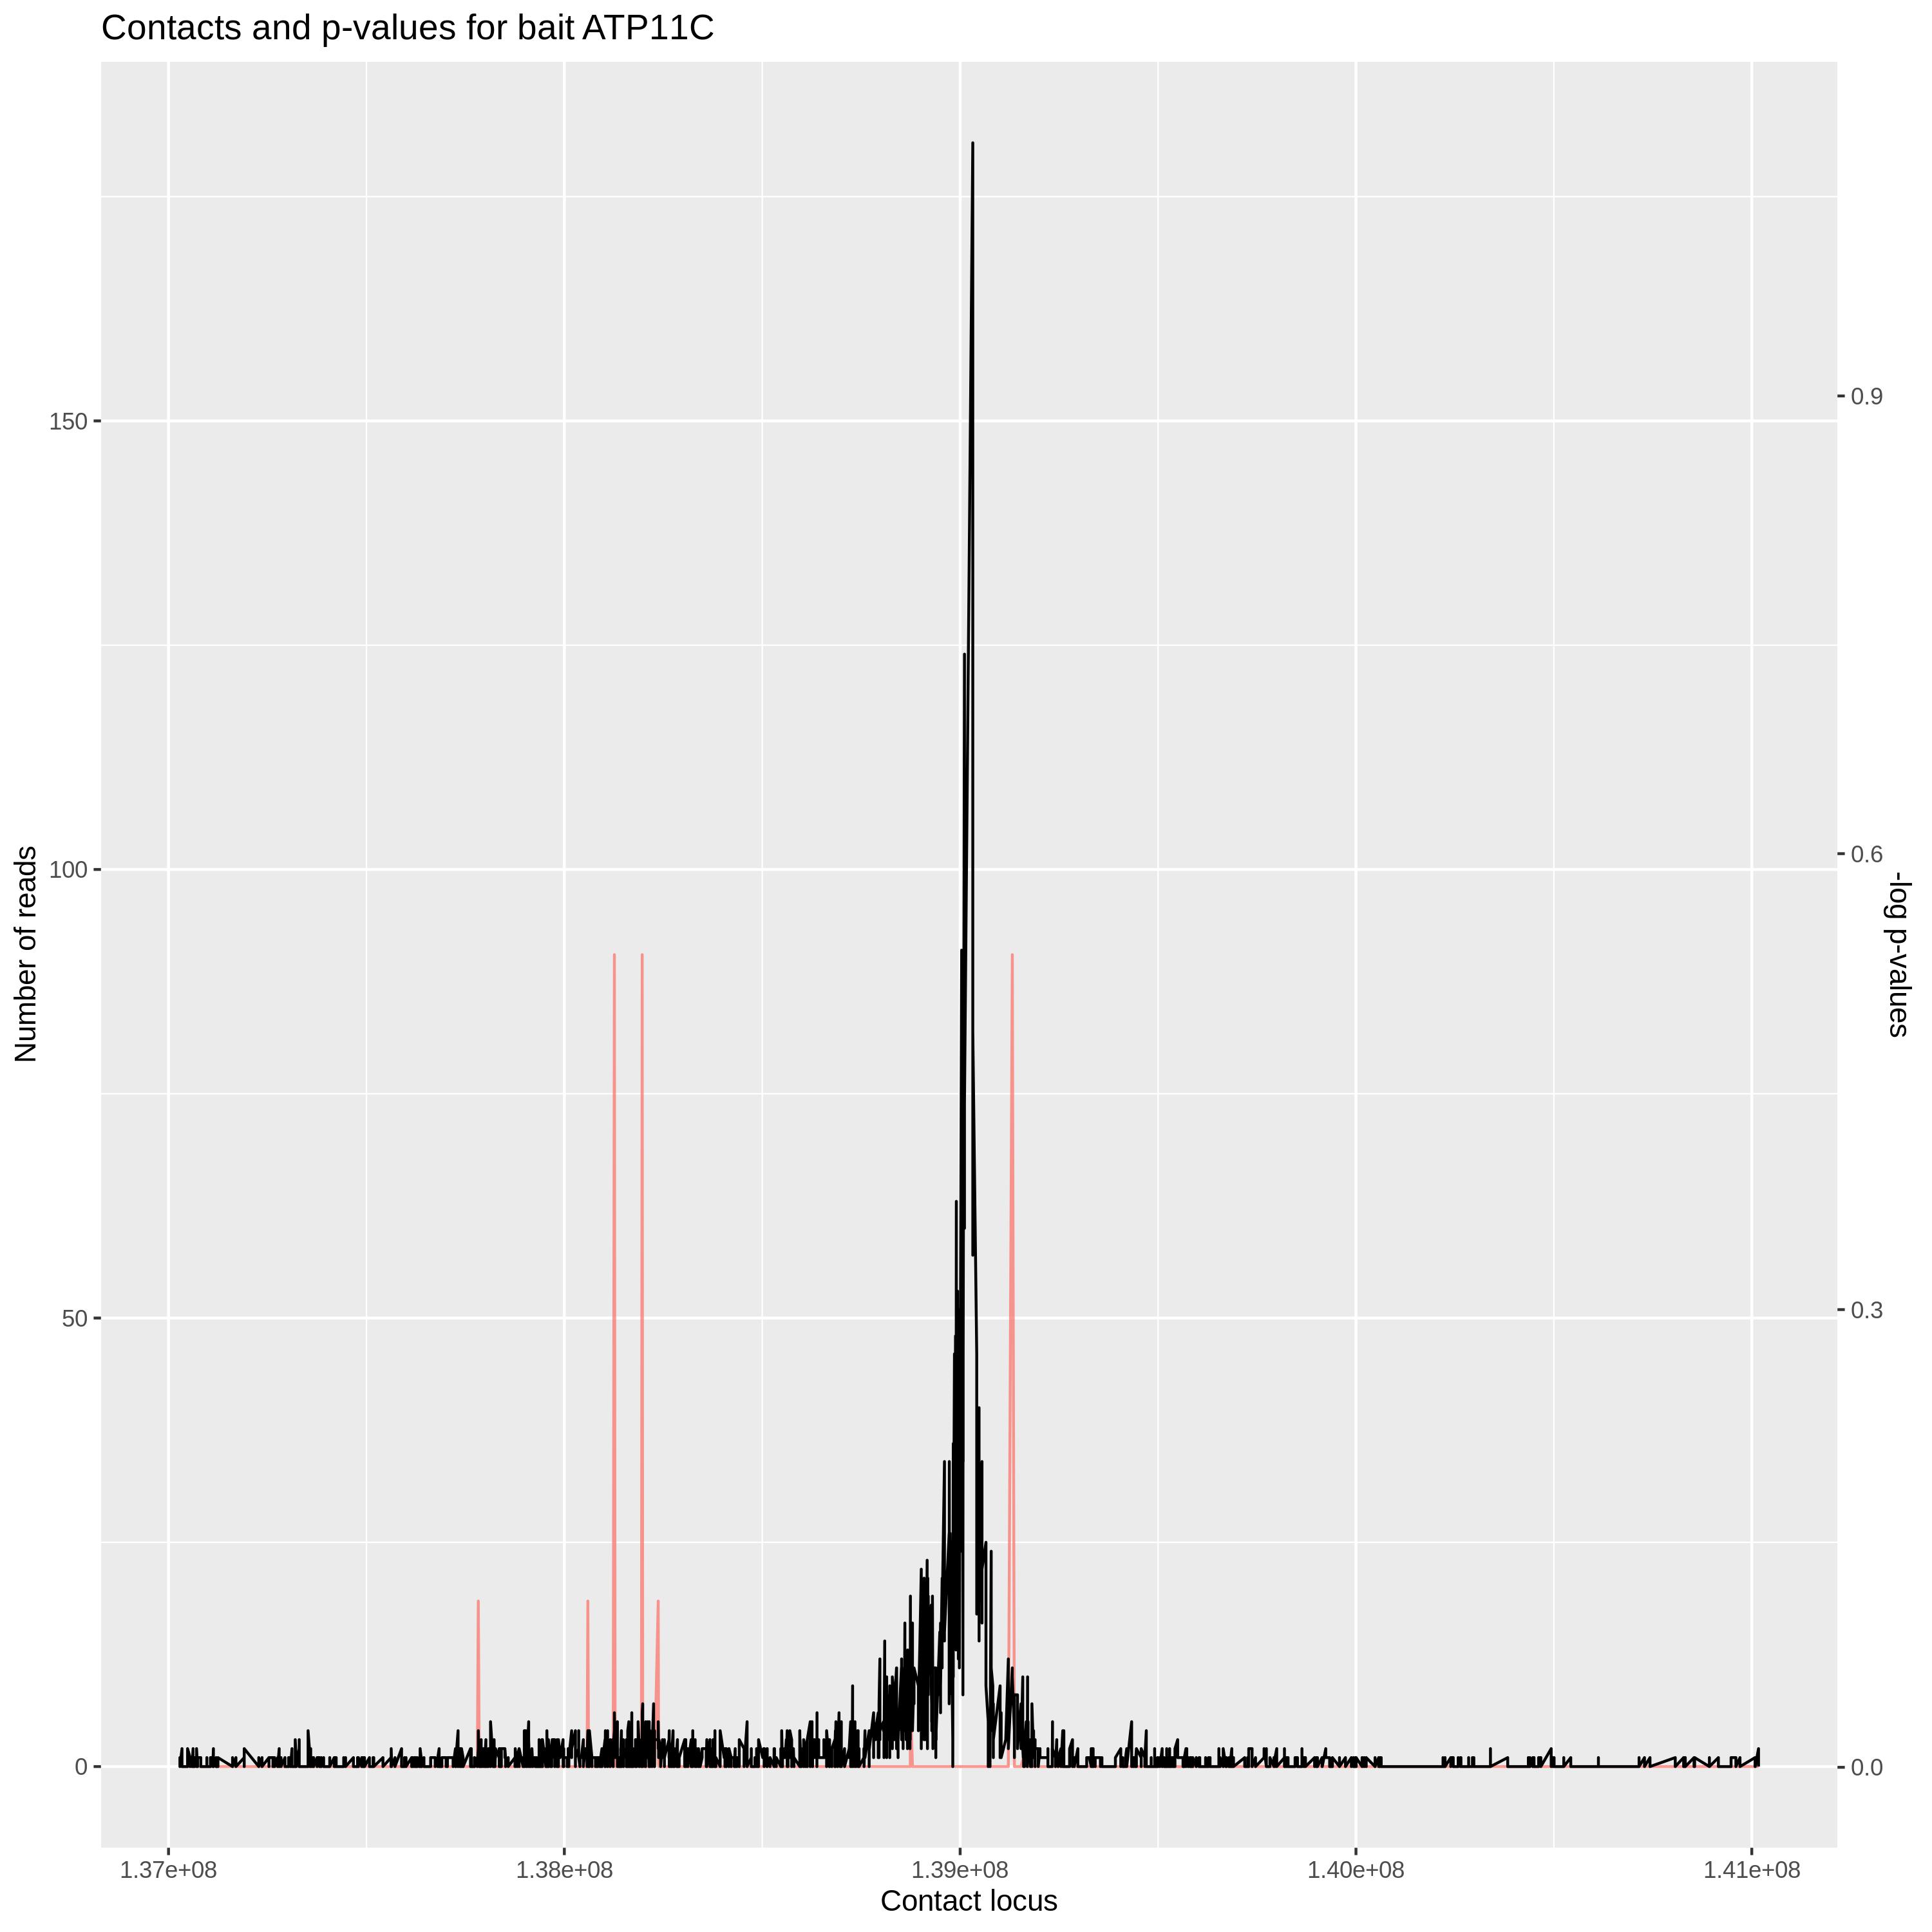 Contacts and p-values for bait ATP11C
Number of reads
150
100
50
0
0.9
0.6
0.3
0.0
-log p-values
1.37e+08
1.38e+08
1.39e+08
1.40e+08
1.41e+08
Contact locus